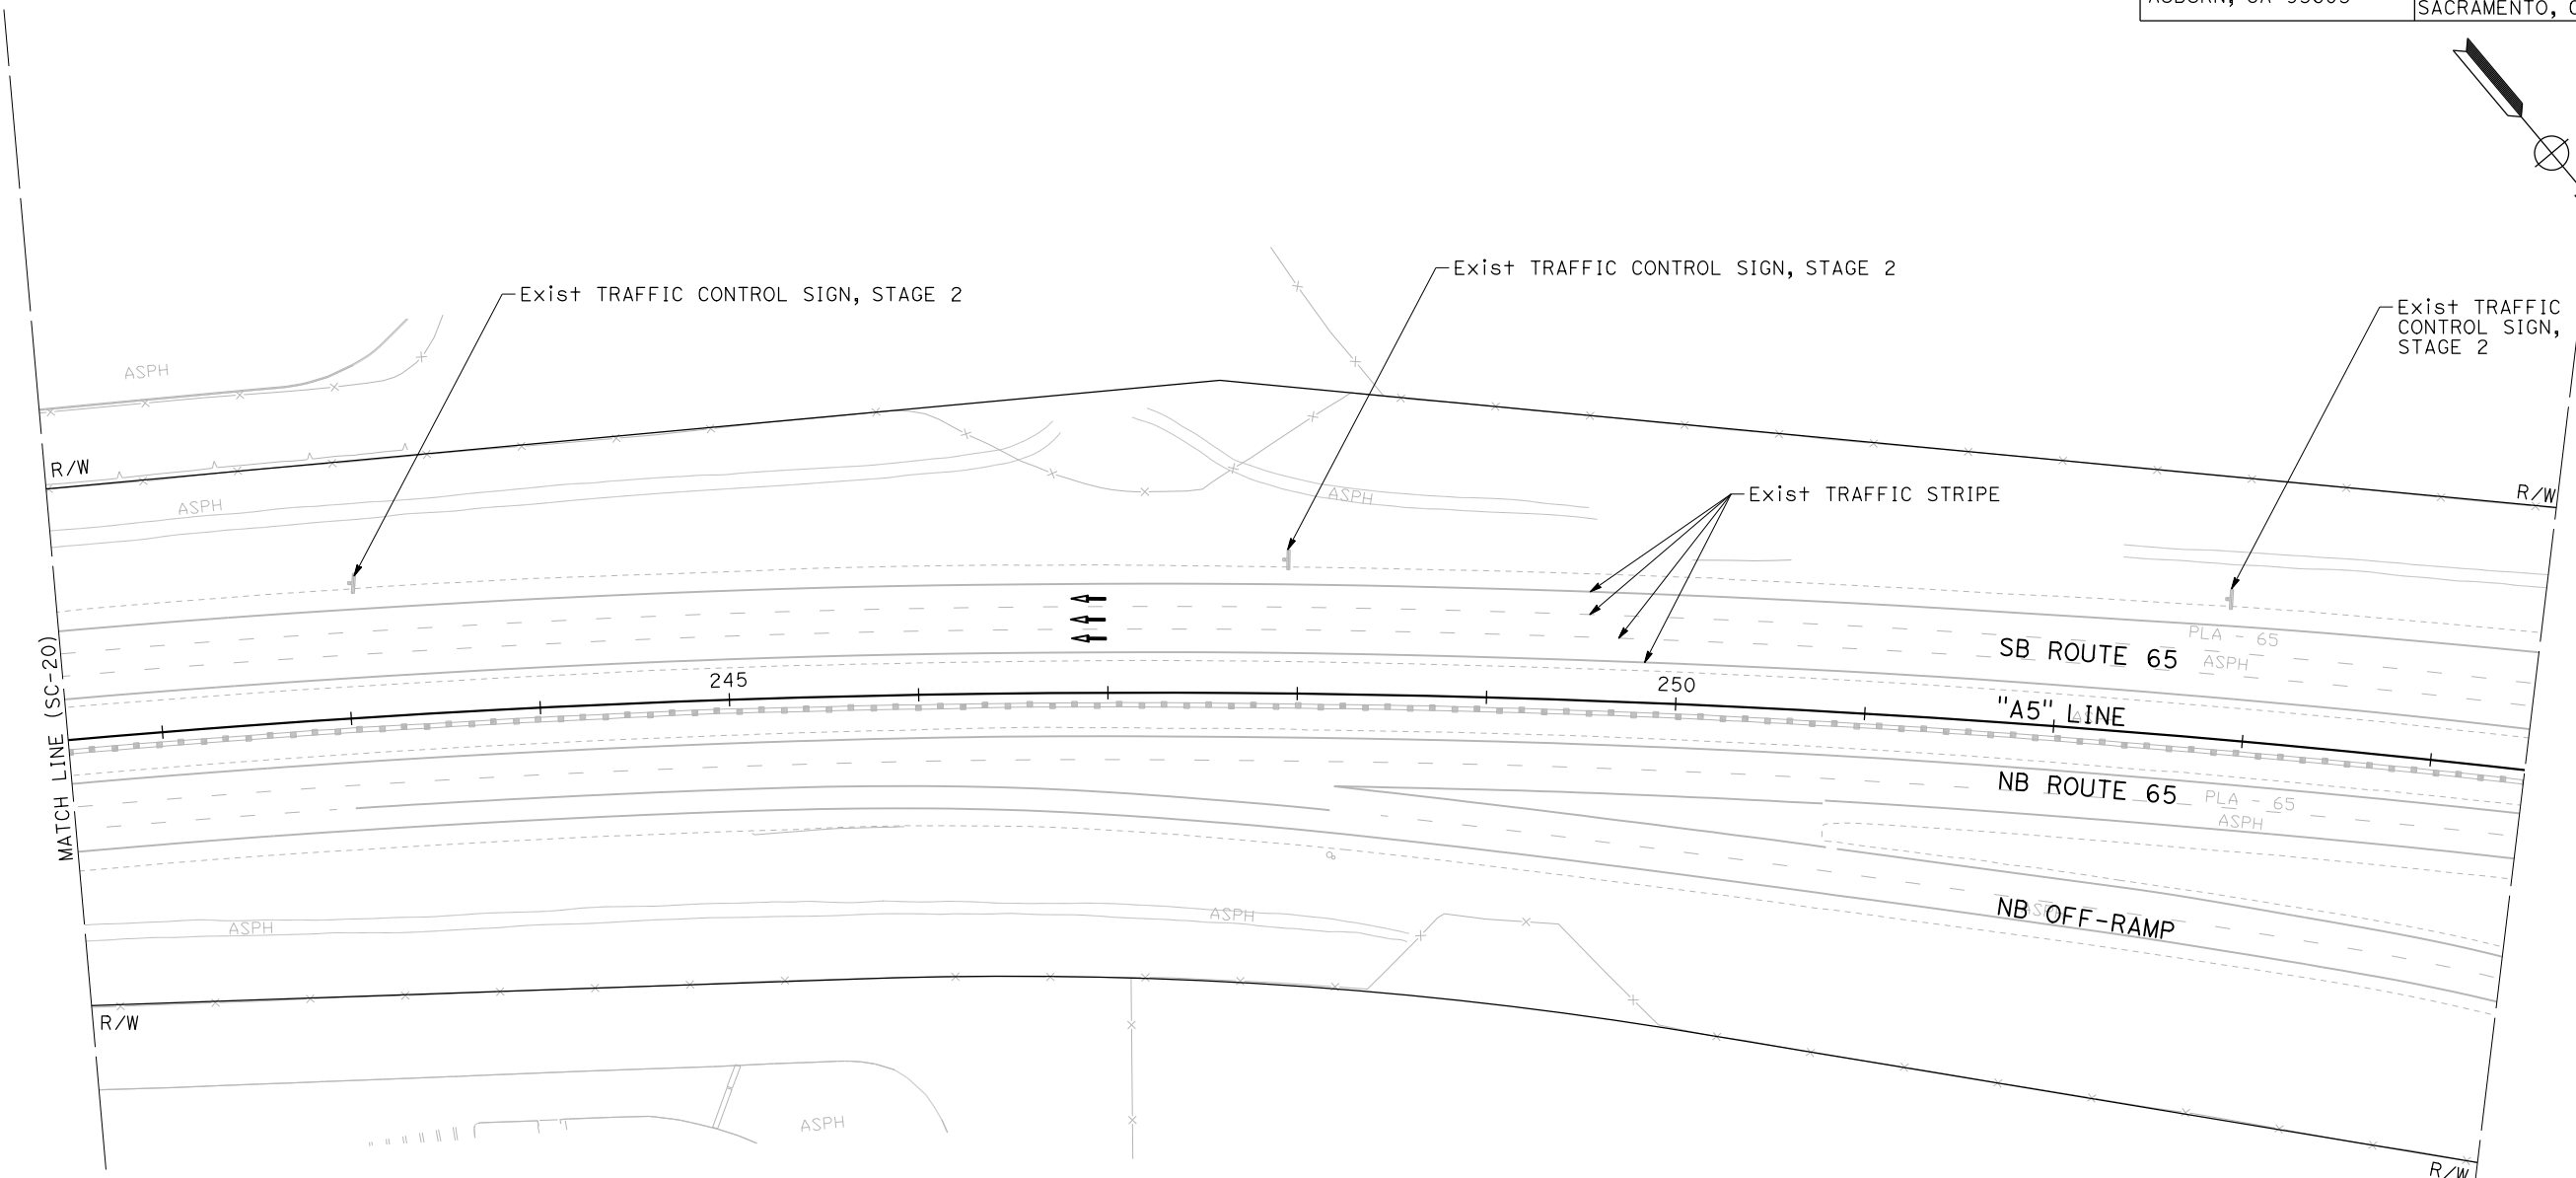 SACRAMENTO, C
Exist TRAFFIC CONTROL SIGN, STAGE 2
Exist TRAFFIC CONTROL SIGN, STAGE 2
Exist TRAFFIC
CONTROL SIGN,
STAGE 2
ASPH
R/W
ASPH
ASPH
Exist TRAFFIC STRIPE
R/W
PLA - 65
ASPH
SB ROUTE 65
245
250
"A5" LINE
MATCH LINE (SC-20)
NB ROUTE 65
PLA - 65
ASPH
NB OFF-RAMP
ASPH
ASPH
ASPH
R/W
ASPH
R/W